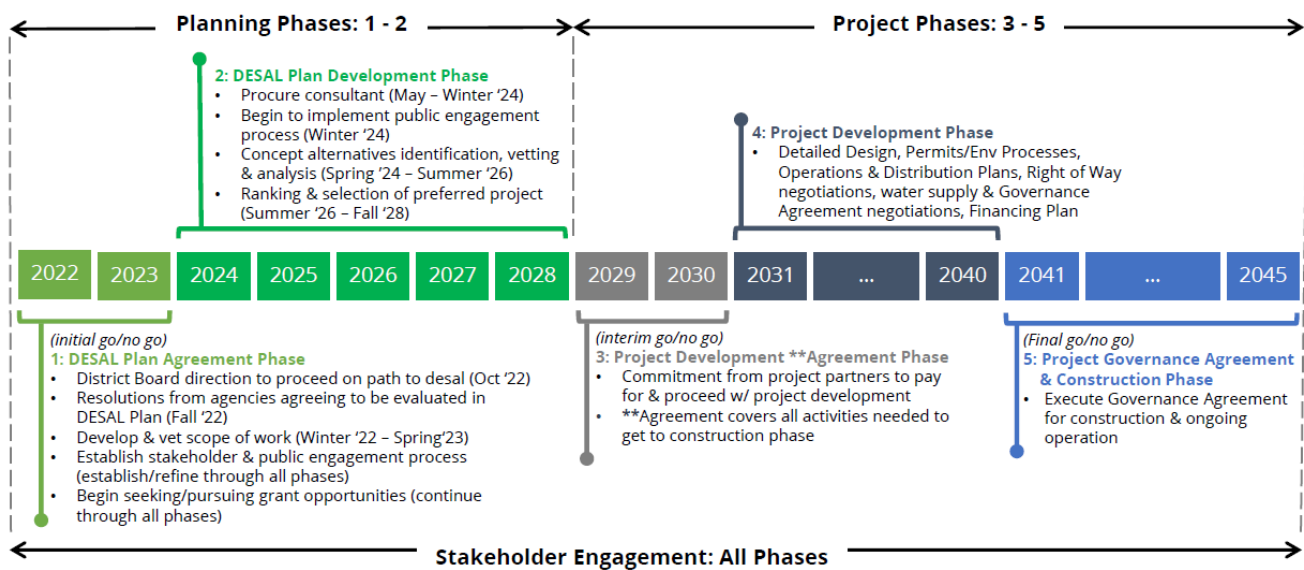 Planning Phases: 1 - 2
Project Phases: 3 - 5
2: DESAL Plan Development Phase
• Procure consultant (May – Winter ‘24)
• Begin to implement public engagement
process (Winter ‘24)
• Concept alternatives identification, vetting
& analysis (Spring ‘24 – Summer ‘26)
• Ranking & selection of preferred project
(Summer ‘26 – Fall ‘28)
4: Project Development Phase
• Detailed Design, Permits/Env Processes,
Operations & Distribution Plans, Right of Way
negotiations, water supply & Governance
Agreement negotiations, Financing Plan
2022 2023 2024 2025 2026 2027 2028 2029 2030 2031 ... 2040 2041 ... 2045
(initial go/no go)
1: DESAL Plan Agreement Phase
• District Board direction to proceed on path to desal (Oct ‘22)
• Resolutions from agencies agreeing to be evaluated in
DESAL Plan (Fall ‘22)
• Develop & vet scope of work (Winter ‘22 – Spring‘23)
• Establish stakeholder & public engagement process
(establish/refine through all phases)
• Begin seeking/pursuing grant opportunities (continue
through all phases)
(interim go/no go)
3: Project Development **Agreement Phase
• Commitment from project partners to pay
for & proceed w/ project development
• **Agreement covers all activities needed to
get to construction phase
(Final go/no go)
5: Project Governance Agreement
& Construction Phase
• Execute Governance Agreement
for construction & ongoing
operation
Stakeholder Engagement: All Phases